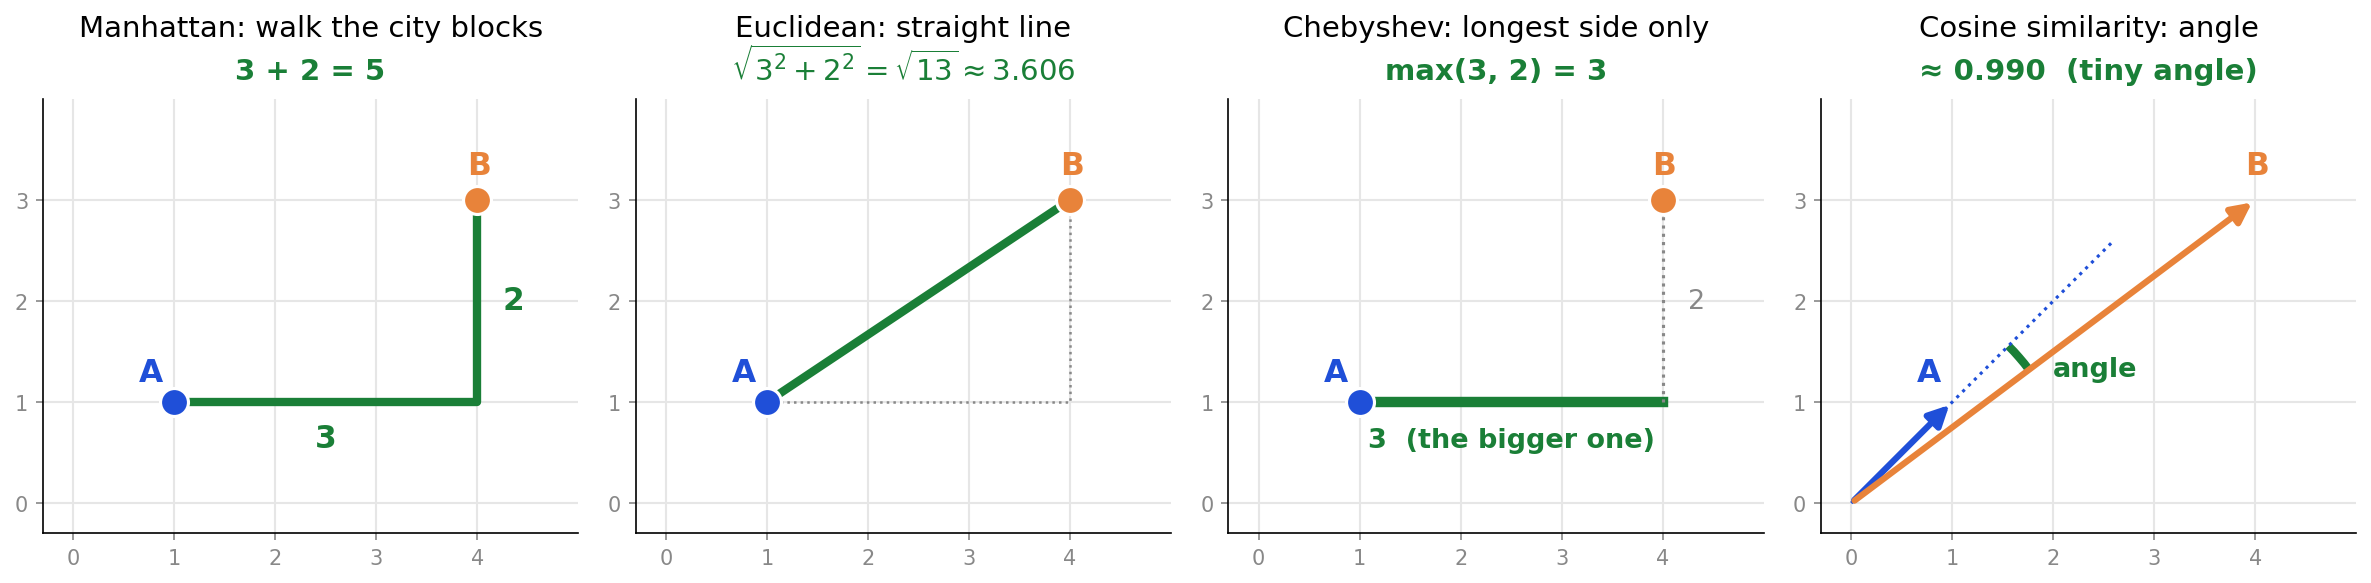 Manhattan: walk the city blocks
3 + 2 = 5
B
3
2
2
A
1
3
0
0 1 2 3 4
Euclidean: straight line
√(3² + 2²) = √13 ≈ 3.606
B
3
2
A
1
0
0 1 2 3 4
Chebyshev: longest side only
max(3, 2) = 3
B
3
2
2
A
1
3 (the bigger one)
0
0 1 2 3 4
Cosine similarity: angle
≈ 0.990 (tiny angle)
B
3
2
A
angle
1
0
0 1 2 3 4